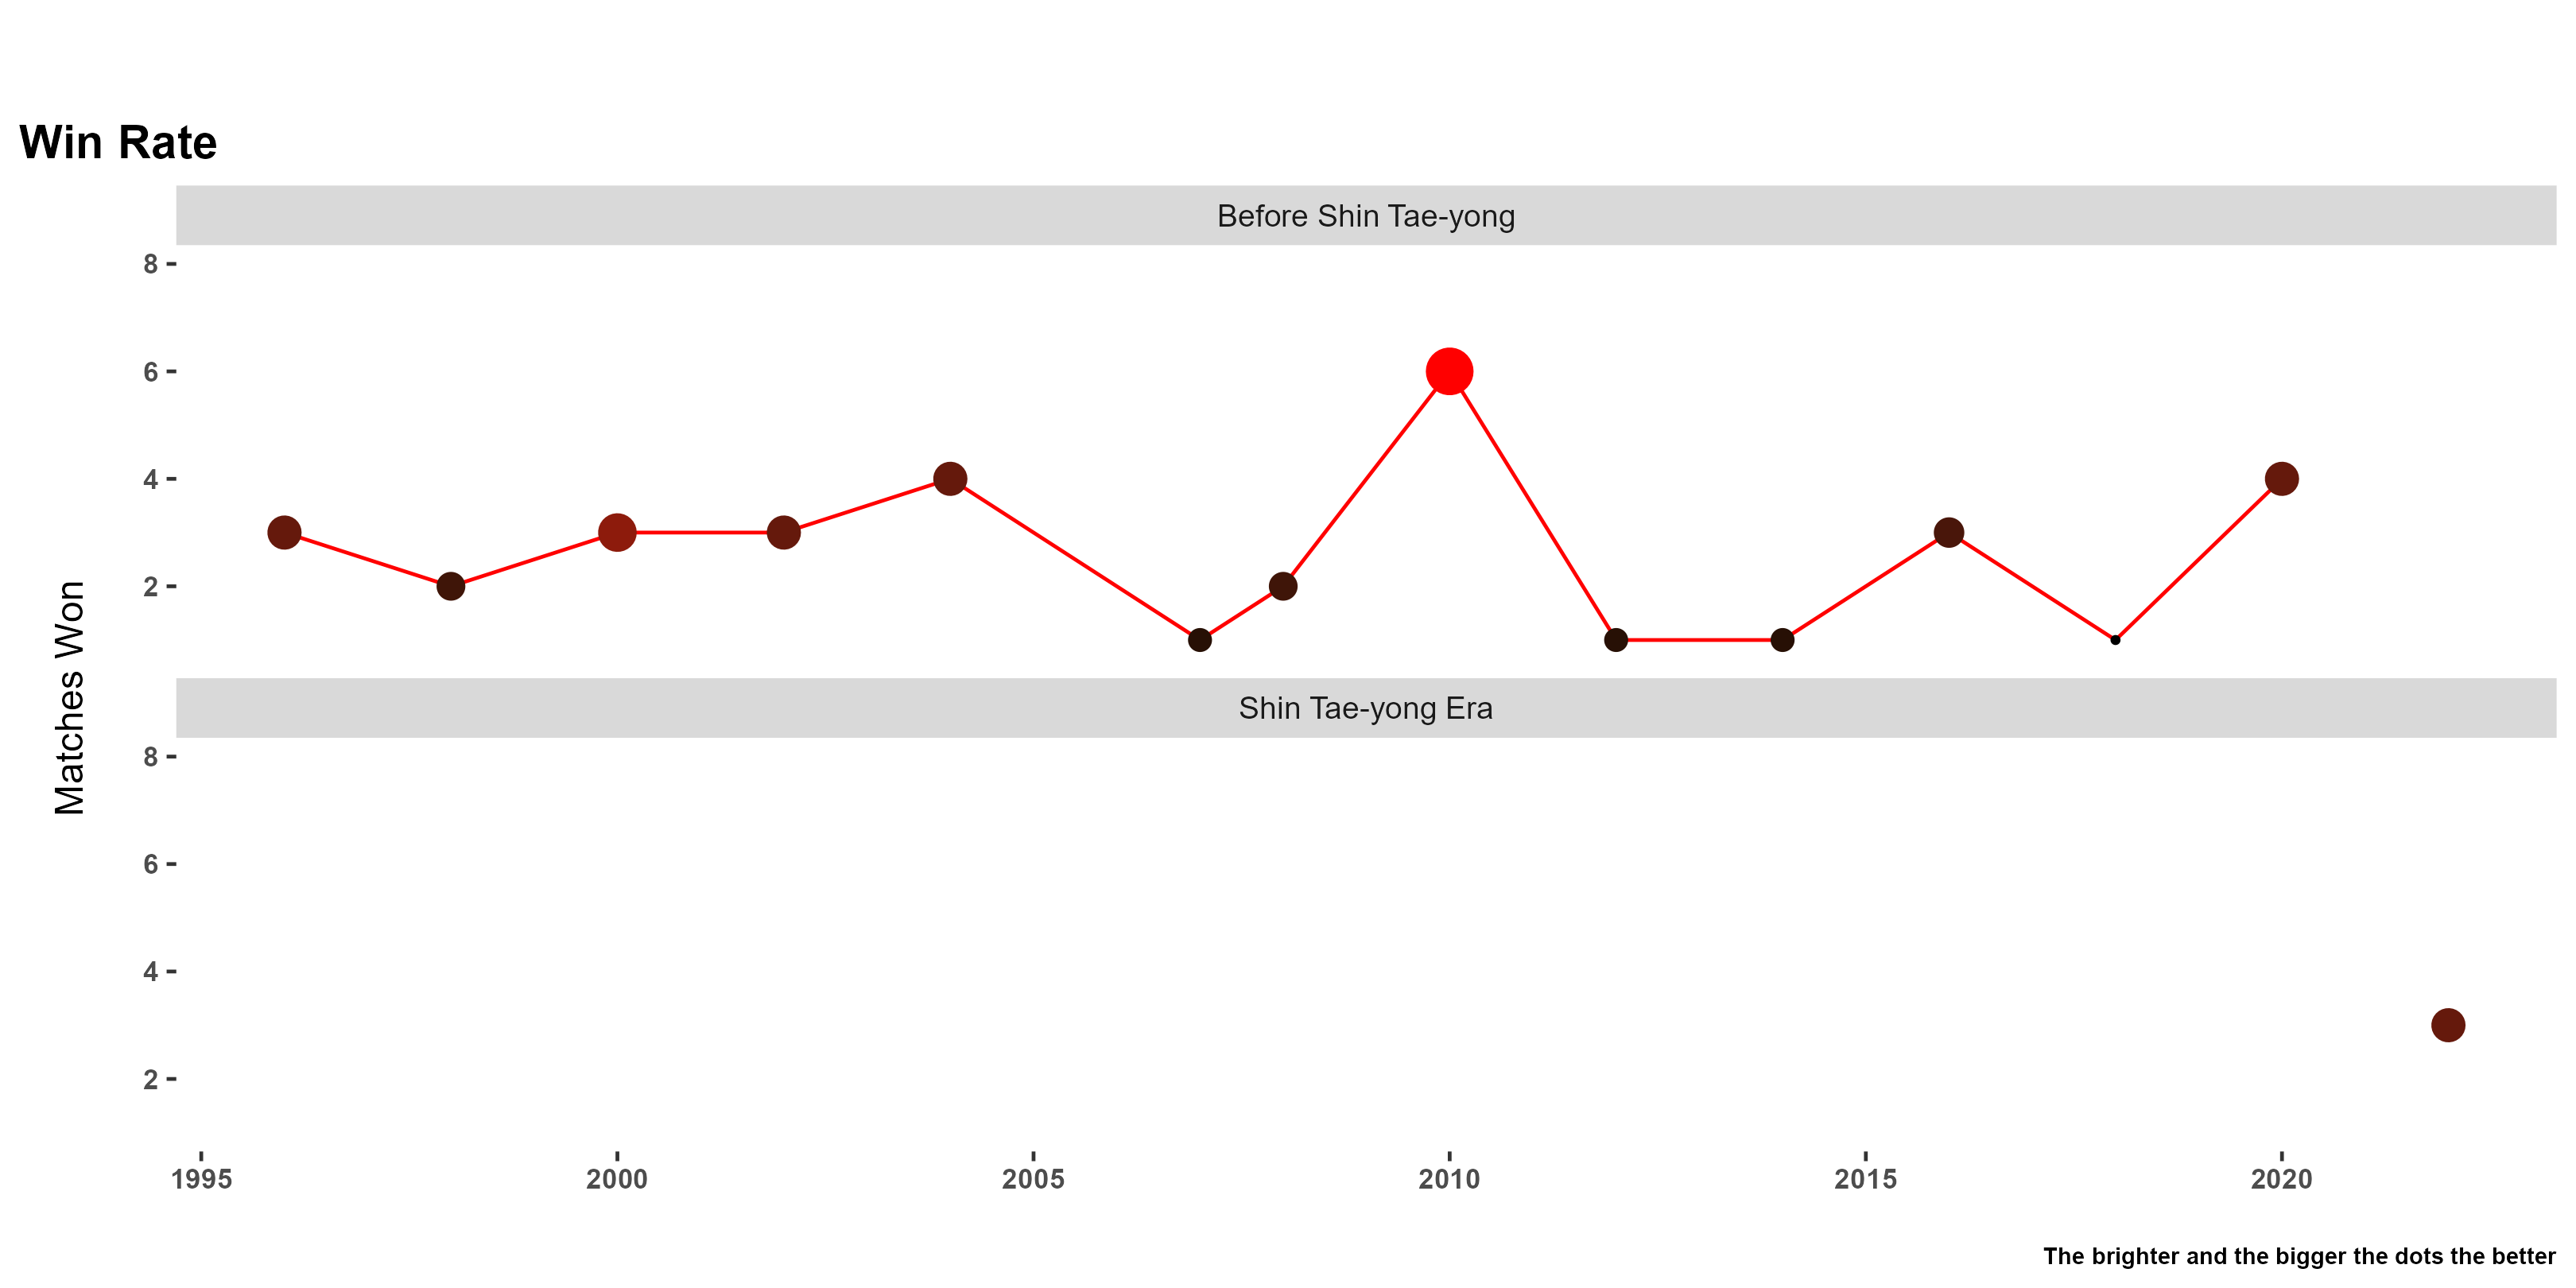 Win Rate
Before Shin Tae-yong
8
6
4
2
Matches Won
Shin Tae-yong Era
8
6
4
2
1995 2000 2005 2010 2015 2020
The brighter and the bigger the dots the better